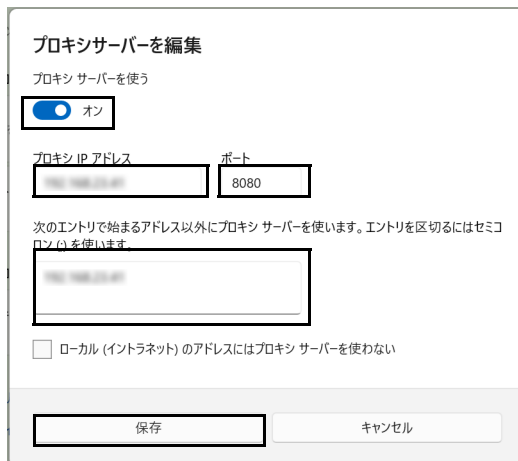 プロキシサーバーを編集
プロキシ サーバーを使う
オン
プロキシ IP アドレス
ポート
8080
次のエントリで始まるアドレス以外にプロキシ サーバーを使います。エントリを区切るにはセミコ
ロン (;) を使います。
ローカル (イントラネット) のアドレスにはプロキシ サーバーを使わない
保存
キャンセル